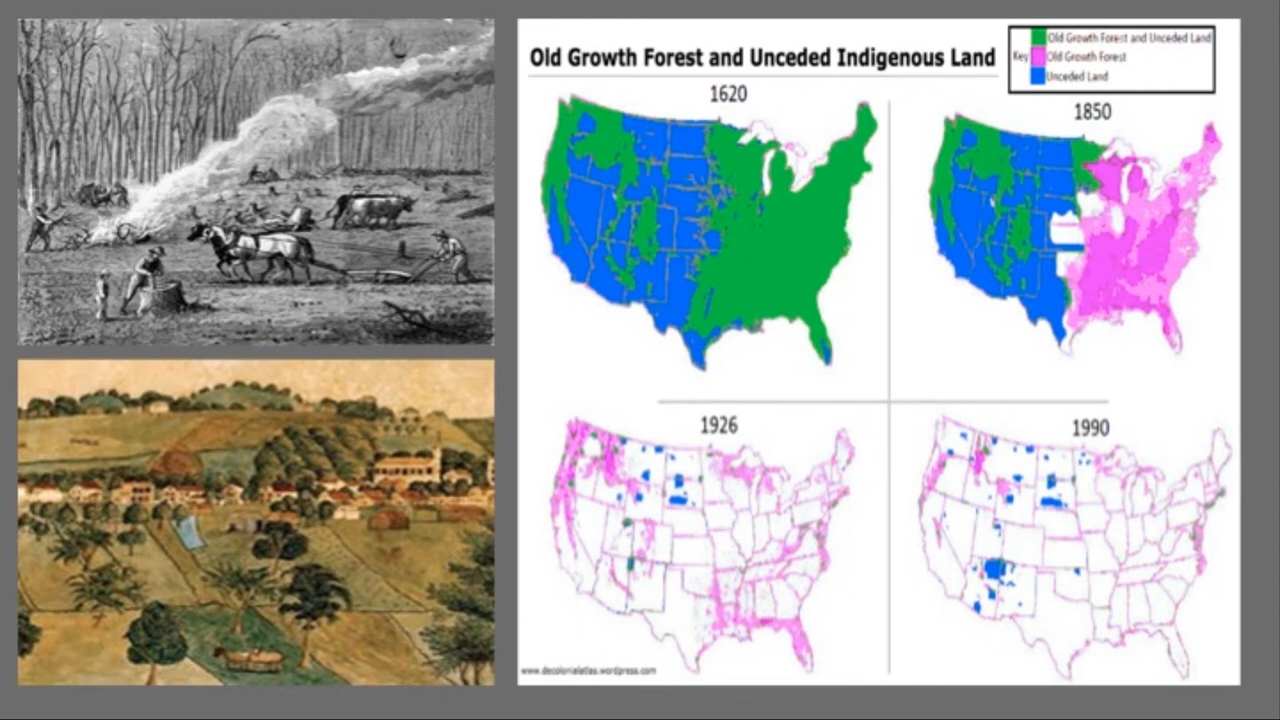 Old Growth Forest and Unceded Indigenous Land
Key
Old Growth Forest and Unceded Land
Old Growth Forest
Unceded Land
1620
1850
1926
1990
www.decolonialatlas.wordpress.com